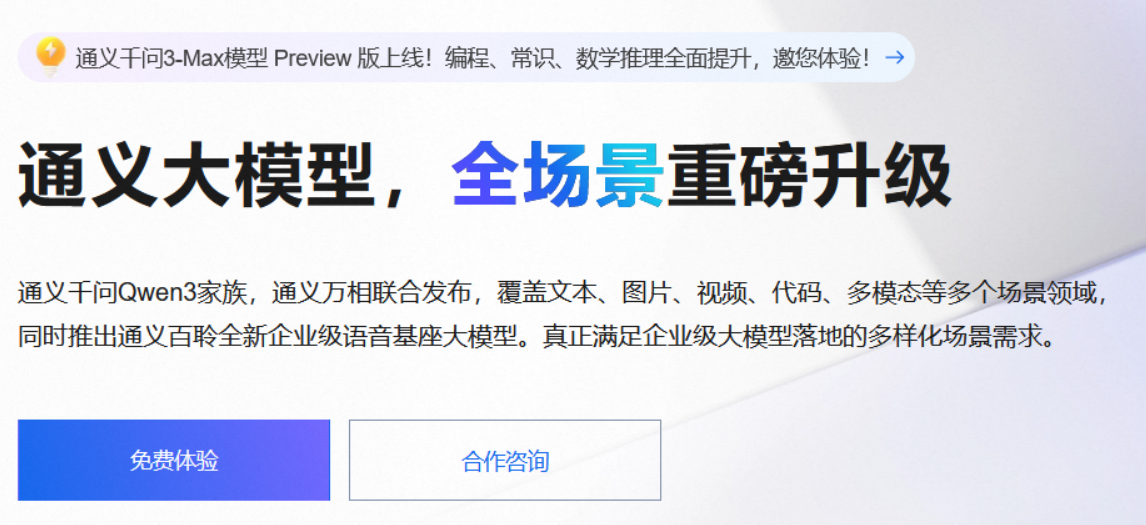 通义千问3-Max模型 Preview 版上线！编程、常识、数学推理全面提升，邀您体验！→
通义大模型，全场景重磅升级
通义千问Qwen3家族，通义万相联合发布，覆盖文本、图片、视频、代码、多模态等多个场景领域，
同时推出通义百聆全新企业级语音基座大模型。真正满足企业级大模型落地的多样化场景需求。
免费体验
合作咨询